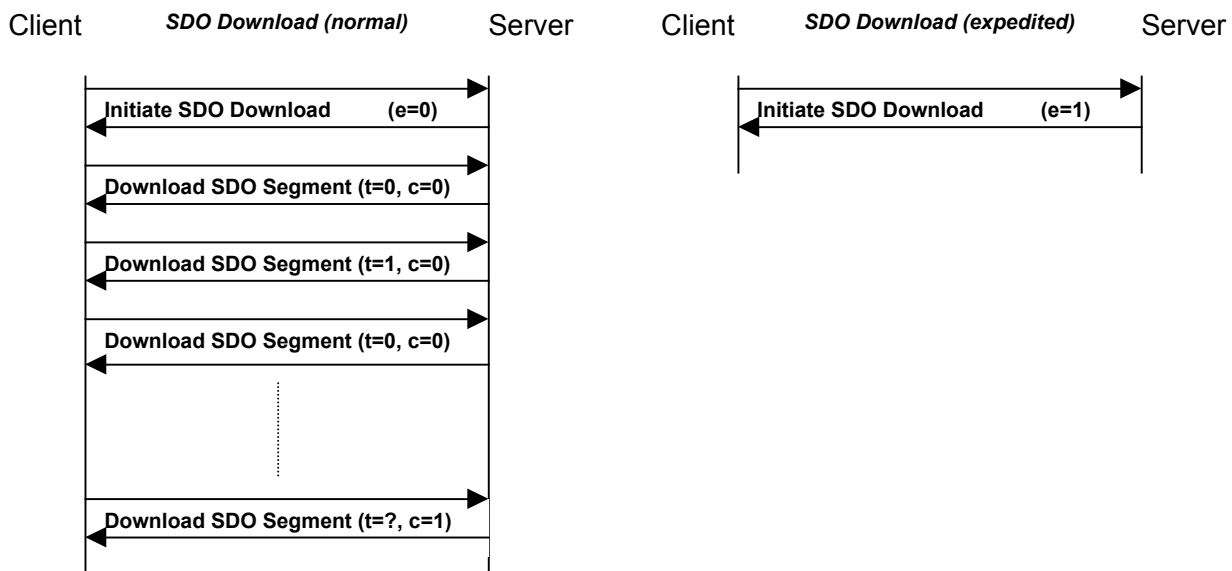 Client SDO Download (normal) Server
Initiate SDO Download (e=0)
Download SDO Segment (t=0, c=0)
Download SDO Segment (t=1, c=0)
Download SDO Segment (t=0, c=0)
Download SDO Segment (t=?, c=1)
Client SDO Download (expedited) Server
Initiate SDO Download (e=1)